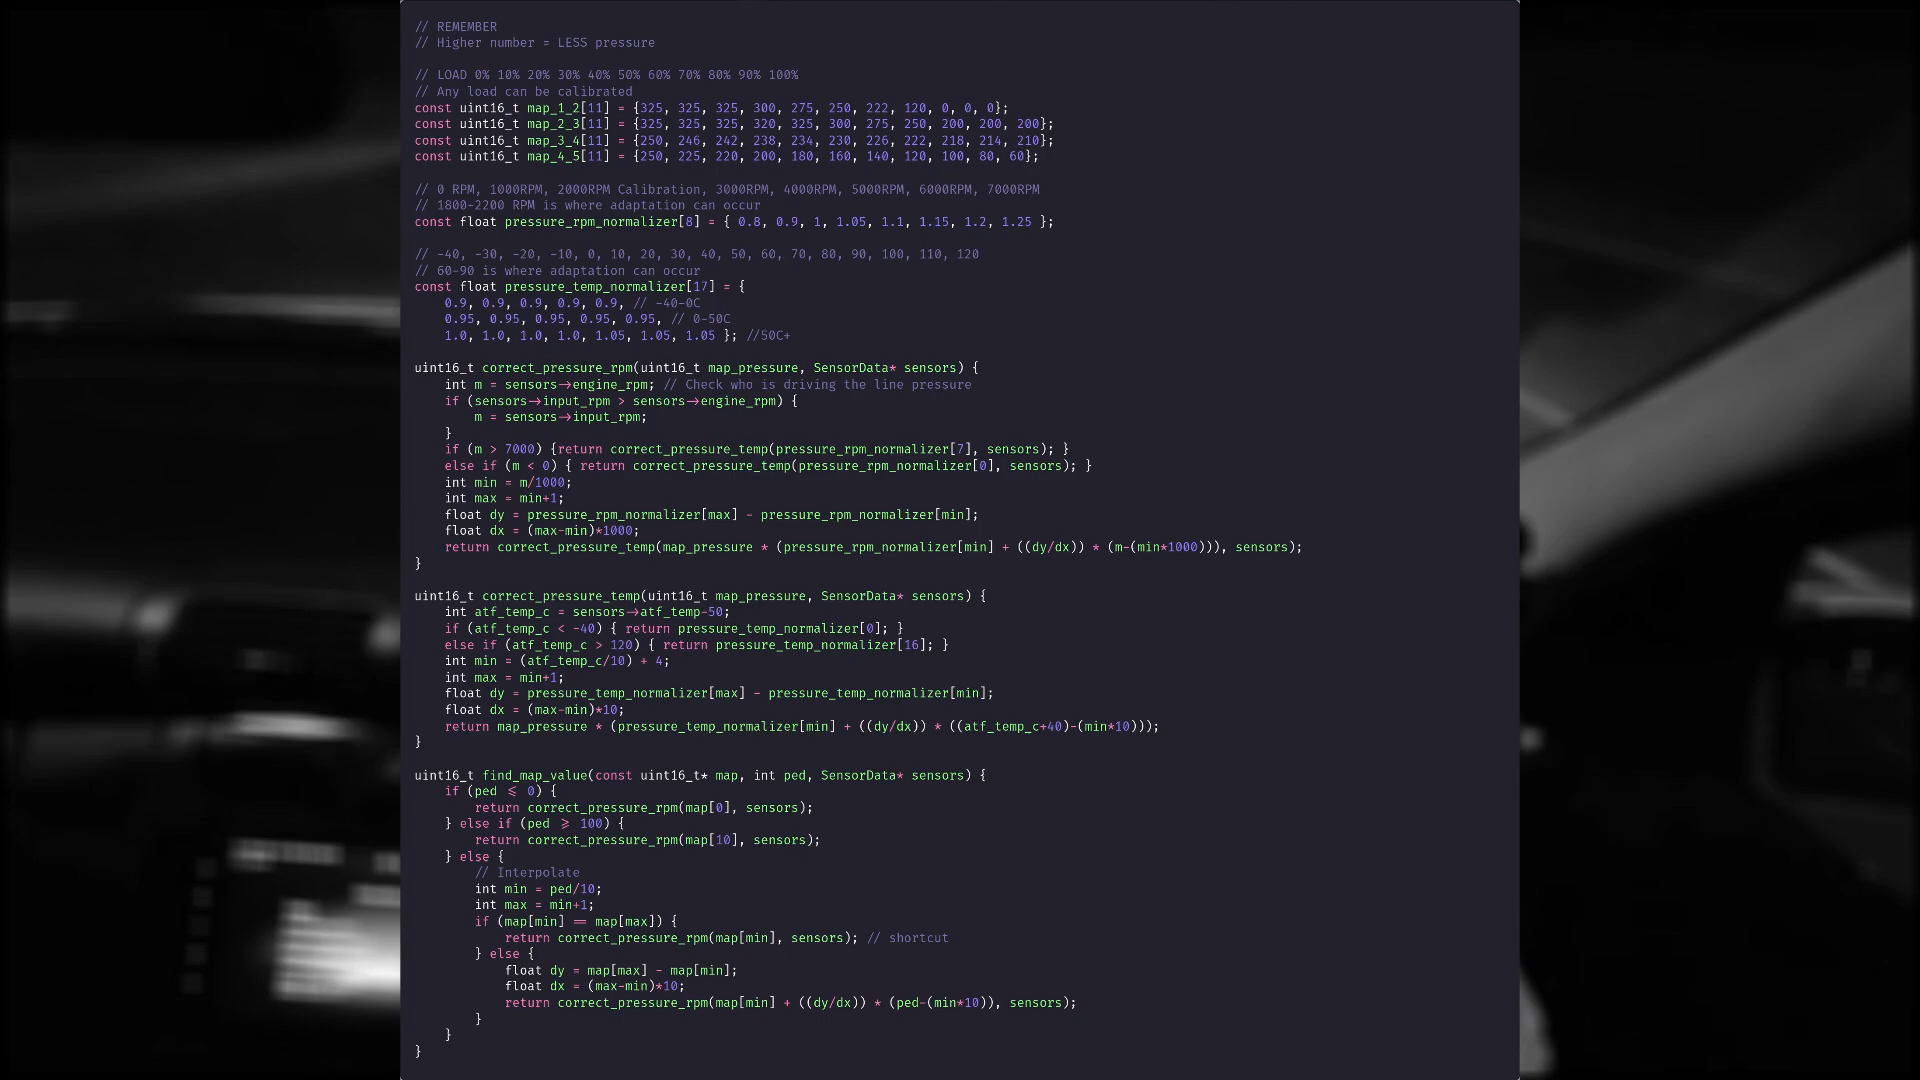 // REMEMBER
// Higher number = LESS pressure
// LOAD 0% 10% 20% 30% 40% 50% 60% 70% 80% 90% 100%
// Any load can be calibrated
const uint16_t map_1_2[11] = {325, 325, 325, 300, 275, 250, 222, 120, 0, 0, 0};
const uint16_t map_2_3[11] = {325, 325, 325, 320, 325, 300, 275, 250, 200, 200, 200};
const uint16_t map_3_4[11] = {250, 246, 242, 238, 234, 230, 226, 222, 218, 214, 210};
const uint16_t map_4_5[11] = {250, 225, 220, 200, 180, 160, 140, 120, 100, 80, 60};
// 0 RPM, 1000RPM, 2000RPM Calibration, 3000RPM, 4000RPM, 5000RPM, 6000RPM, 7000RPM
// 1800-2200 RPM is where adaptation can occur
const float pressure_rpm_normalizer[8] = { 0.8, 0.9, 1, 1.05, 1.1, 1.15, 1.2, 1.25 };
// -40, -30, -20, -10, 0, 10, 20, 30, 40, 50, 60, 70, 80, 90, 100, 110, 120
// 60-90 is where adaptation can occur
const float pressure_temp_normalizer[17] = {
    0.9, 0.9, 0.9, 0.9, 0.9, // -40-0C
    0.95, 0.95, 0.95, 0.95, 0.95, // 0-50C
    1.0, 1.0, 1.0, 1.0, 1.05, 1.05, 1.05 }; //50C+
uint16_t correct_pressure_rpm(uint16_t map_pressure, SensorData* sensors) {
    int m = sensors->engine_rpm; // Check who is driving the line pressure
    if (sensors->input_rpm > sensors->engine_rpm) {
        m = sensors->input_rpm;
    }
    if (m > 7000) {return correct_pressure_temp(pressure_rpm_normalizer[7], sensors); }
    else if (m < 0) { return correct_pressure_temp(pressure_rpm_normalizer[0], sensors); }
    int min = m/1000;
    int max = min+1;
    float dy = pressure_rpm_normalizer[max] - pressure_rpm_normalizer[min];
    float dx = (max-min)*1000;
    return correct_pressure_temp(map_pressure * (pressure_rpm_normalizer[min] + ((dy/dx)) * (m-(min*1000))), sensors);
}
uint16_t correct_pressure_temp(uint16_t map_pressure, SensorData* sensors) {
    int atf_temp_c = sensors->atf_temp-50;
    if (atf_temp_c < -40) { return pressure_temp_normalizer[0]; }
    else if (atf_temp_c > 120) { return pressure_temp_normalizer[16]; }
    int min = (atf_temp_c/10) + 4;
    int max = min+1;
    float dy = pressure_temp_normalizer[max] - pressure_temp_normalizer[min];
    float dx = (max-min)*10;
    return map_pressure * (pressure_temp_normalizer[min] + ((dy/dx)) * ((atf_temp_c+40)-(min*10)));
}
uint16_t find_map_value(const uint16_t* map, int ped, SensorData* sensors) {
    if (ped <= 0) {
        return correct_pressure_rpm(map[0], sensors);
    } else if (ped >= 100) {
        return correct_pressure_rpm(map[10], sensors);
    } else {
        // Interpolate
        int min = ped/10;
        int max = min+1;
        if (map[min] == map[max]) {
            return correct_pressure_rpm(map[min], sensors); // shortcut
        } else {
            float dy = map[max] - map[min];
            float dx = (max-min)*10;
            return correct_pressure_rpm(map[min] + ((dy/dx)) * (ped-(min*10)), sensors);
        }
    }
}